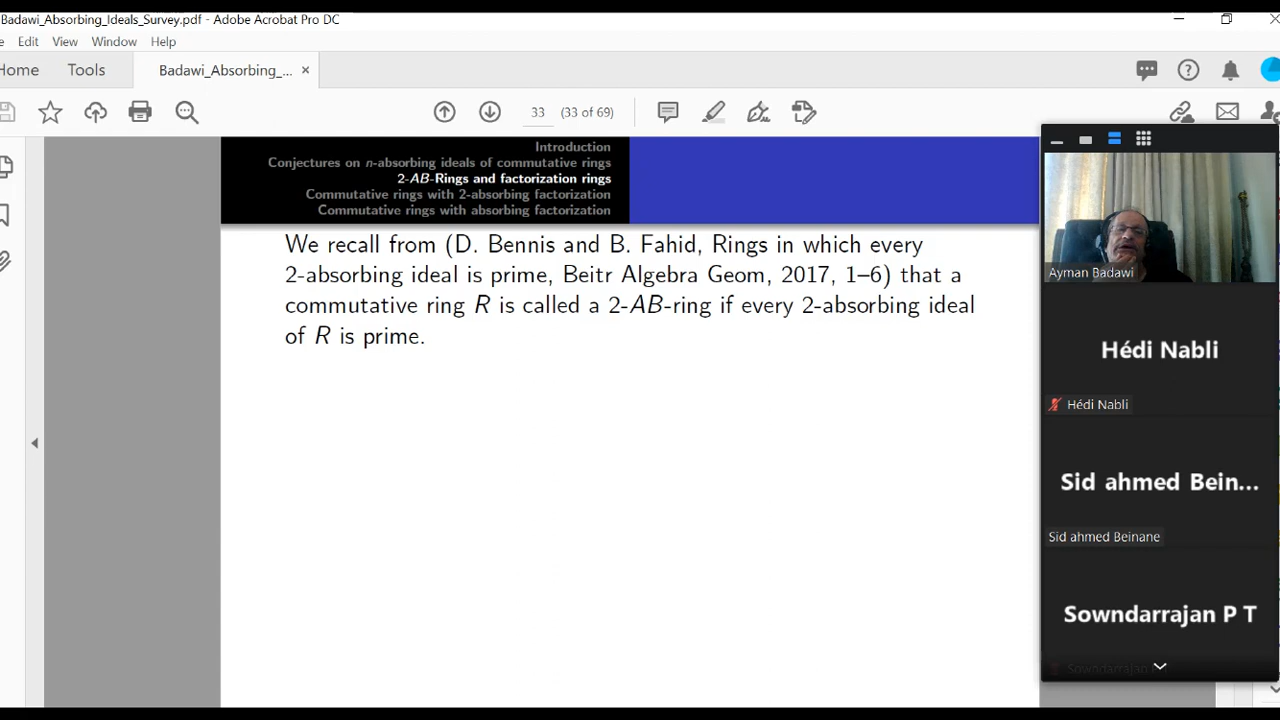 Badawi_Absorbing_Ideals_Survey.pdf - Adobe Acrobat Pro DC
e Edit View Window Help
Home Tools Badawi_Absorbing_... ×
33 (33 of 69)
Introduction
Conjectures on n-absorbing ideals of commutative rings
2-AB-Rings and factorization rings
Commutative rings with 2-absorbing factorization
Commutative rings with absorbing factorization
We recall from (D. Bennis and B. Fahid, Rings in which every
2-absorbing ideal is prime, Beitr Algebra Geom, 2017, 1–6) that a
commutative ring R is called a 2-AB-ring if every 2-absorbing ideal
of R is prime.
Ayman Badawi
Hédi Nabli
Hédi Nabli
Sid ahmed Bein...
Sid ahmed Beinane
Sowndarrajan P T